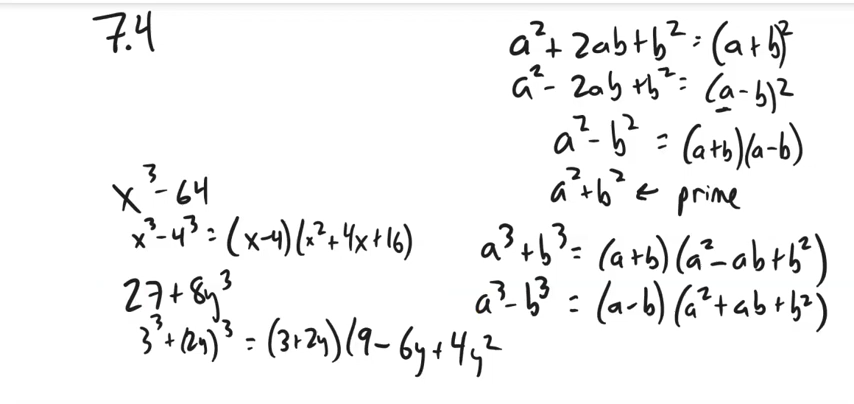 7.4
a² + 2ab + b² = (a + b)²
a² - 2ab + b² = (a - b)²
a² - b² = (a+b)(a-b)
a² + b² ← prime
x³ - 64
x³ - 4³ = (x-4)(x² + 4x + 16)
a³ + b³ = (a+b)(a² - ab + b²)
27 + 8y³
a³ - b³ = (a-b)(a² + ab + b²)
3³ + (2y)³ = (3+2y)(9 - 6y + 4y²